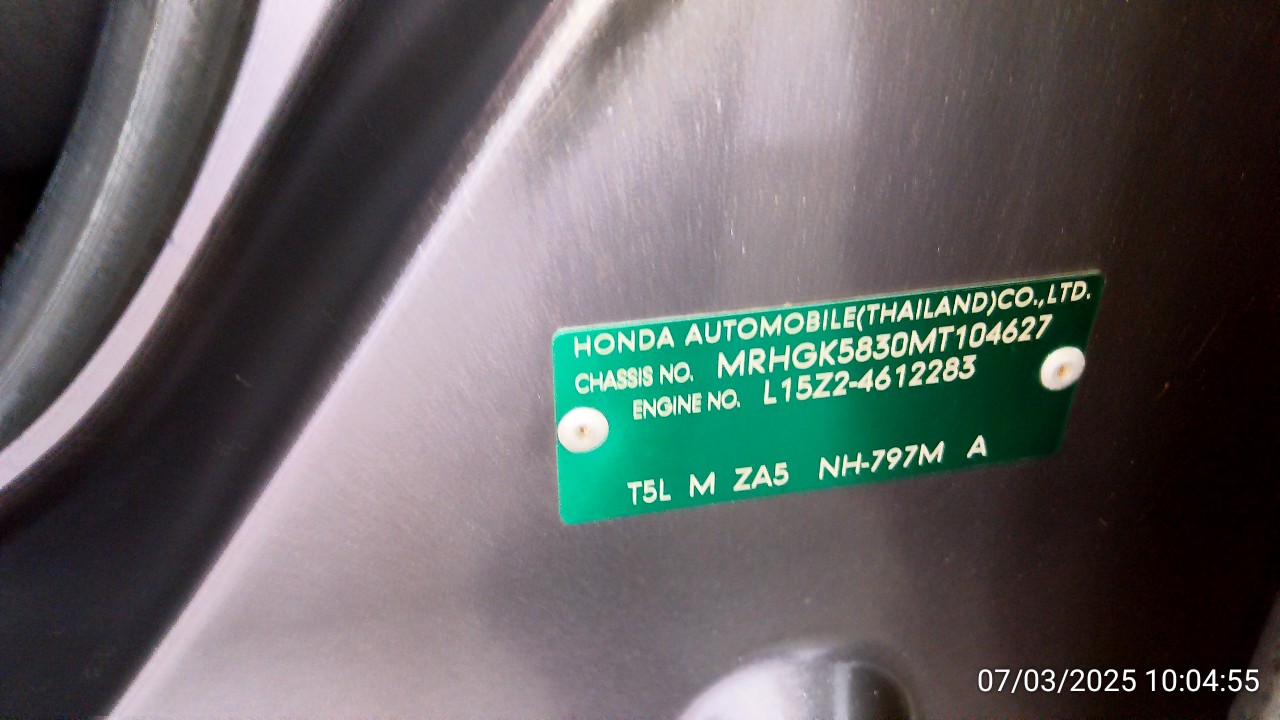 HONDA AUTOMOBILE(THAILAND)CO.,LTD.
CHASSIS NO. MRHGK5830MT104627
ENGINE NO. L15Z2-4612283
T5L M ZA5 NH-797M A
07/03/2025 10:04:55